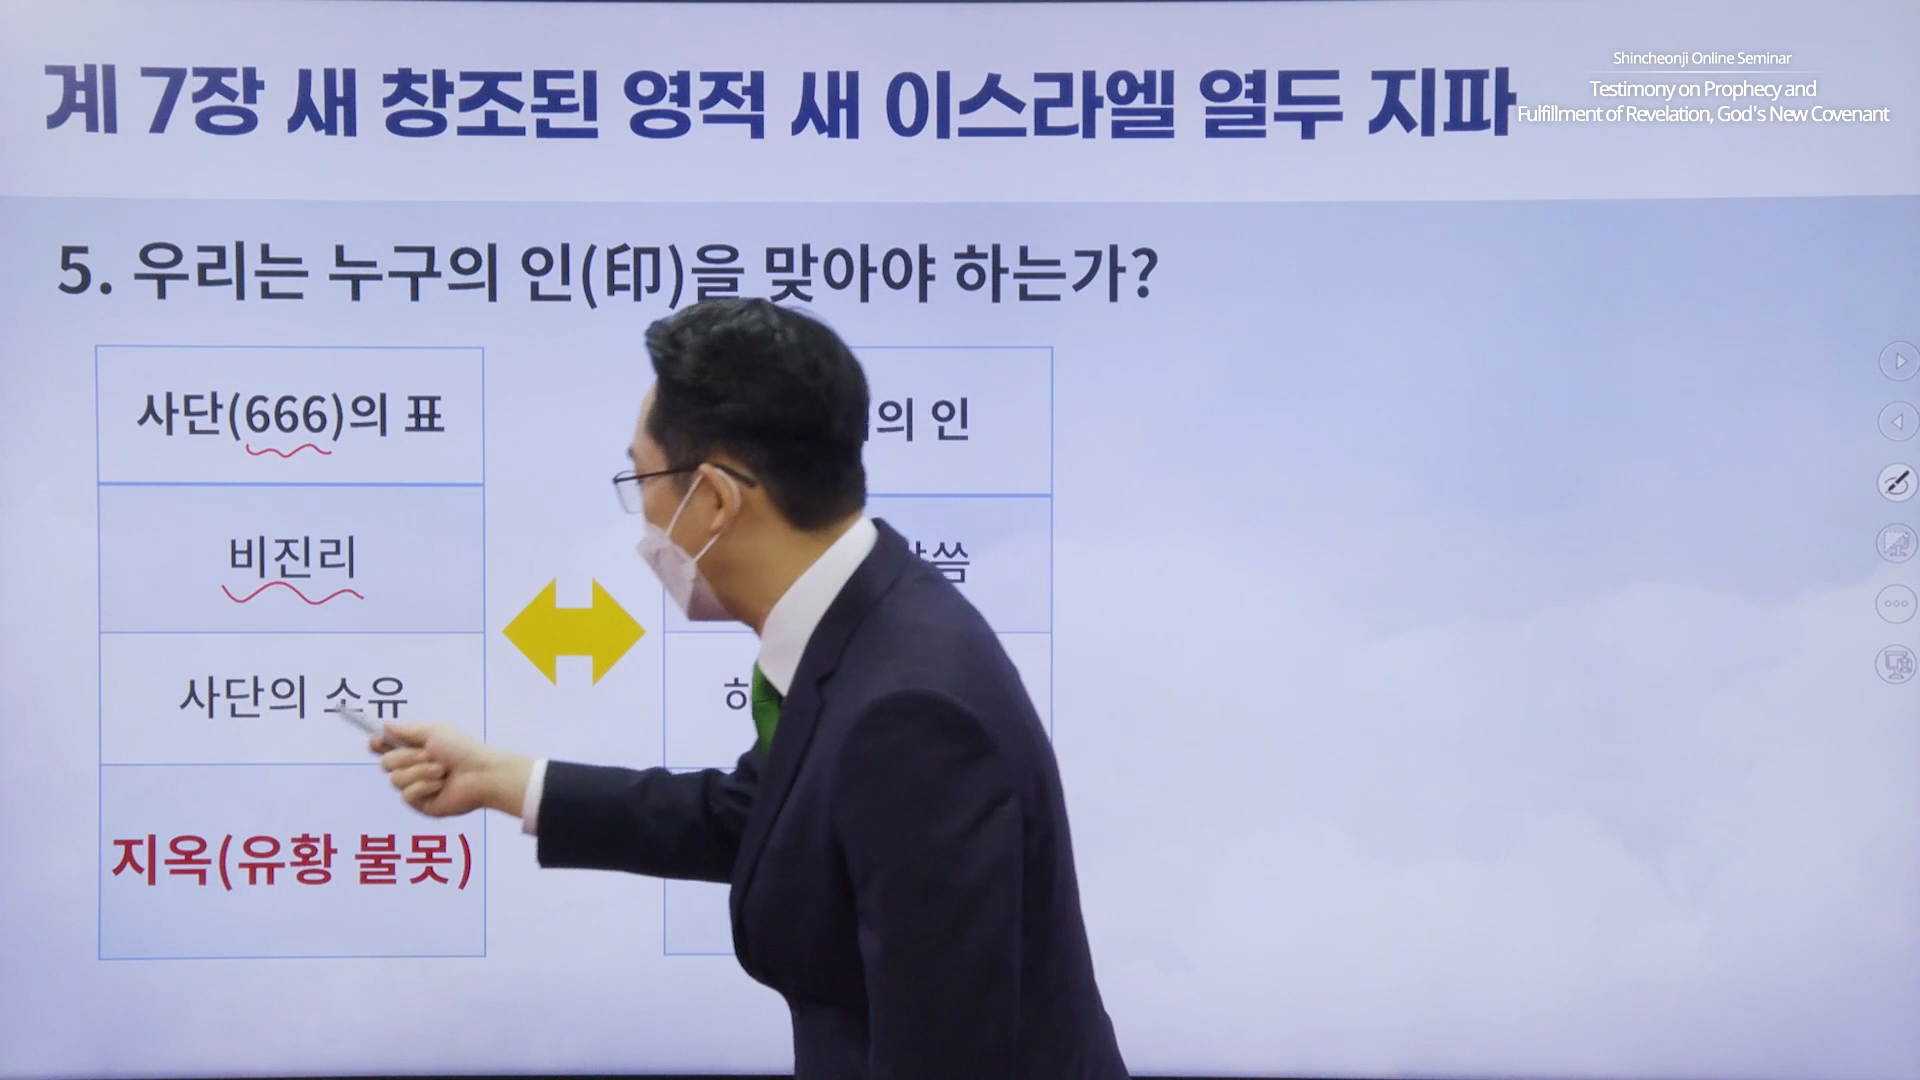 계 7장 새 창조된 영적 새 이스라엘 열두 지파
Shincheonji Online Seminar
Testimony on Prophecy and
Fulfillment of Revelation, God's New Covenant
5. 우리는 누구의 인(印)을 맞아야 하는가?
사단(666)의 표
비진리
사단의 소유
지옥(유황 불못)
의 인